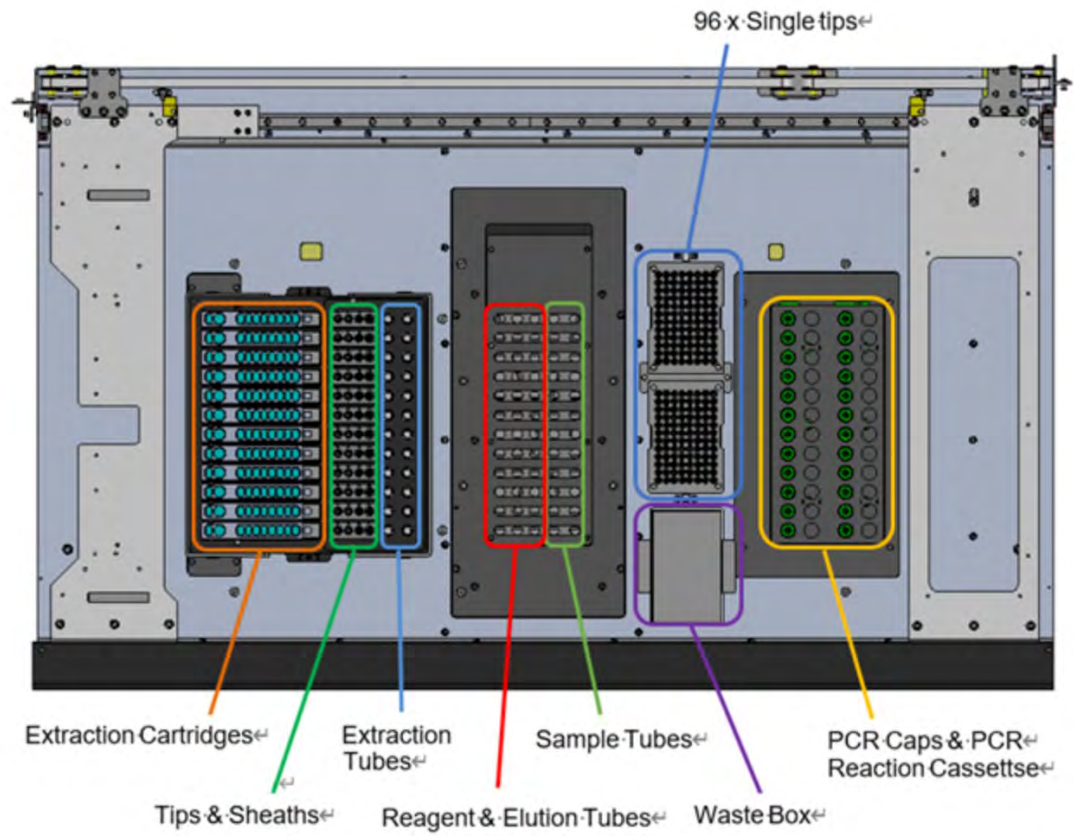 96·x·Single tips↵
Extraction·Cartridges↵
Extraction
Tubes↵
Sample·Tubes↵
PCR·Caps·&·PCR↵
Reaction·Cassettse↵
↵
Tips·&·Sheaths↵
Reagent·&·Elution·Tubes↵
Waste·Box↵